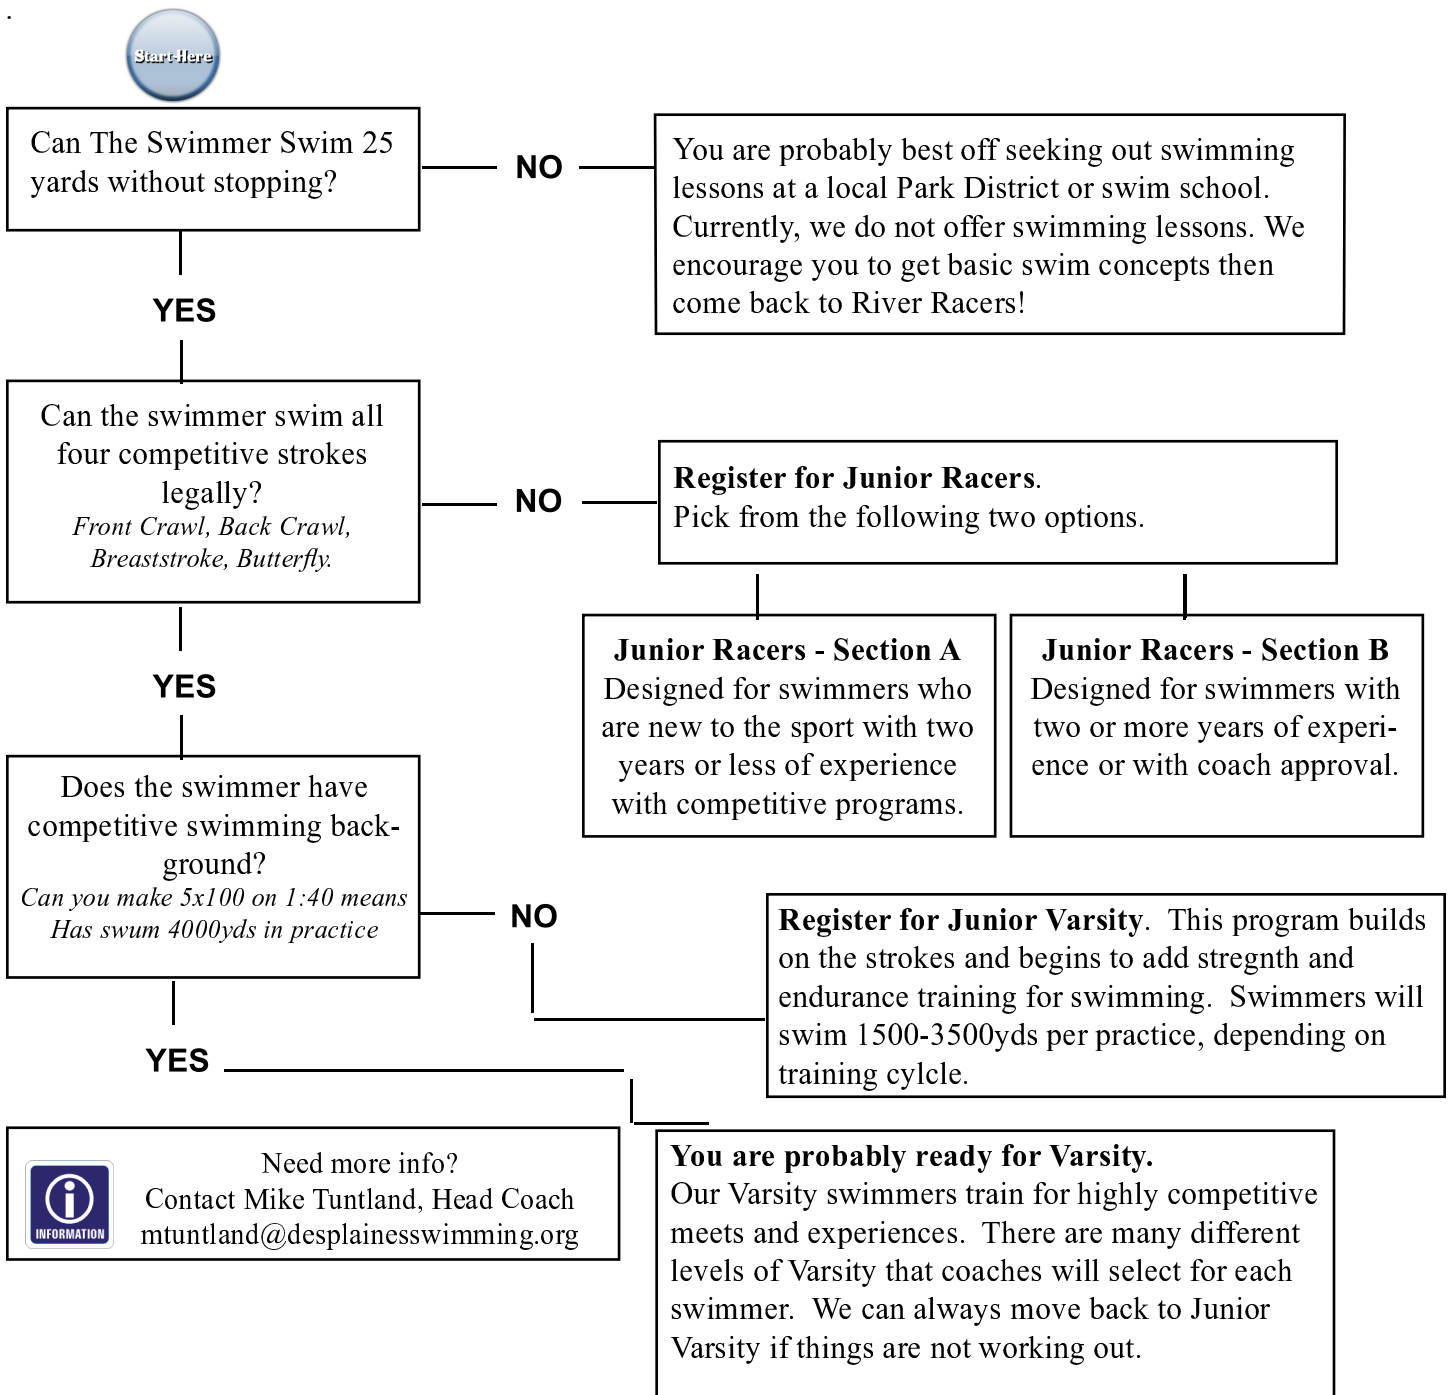 .
Start Here
Can The Swimmer Swim 25
yards without stopping?
NO
You are probably best off seeking out swimming
lessons at a local Park District or swim school.
Currently, we do not offer swimming lessons. We
encourage you to get basic swim concepts then
come back to River Racers!
YES
Can the swimmer swim all
four competitive strokes
legally?
Front Crawl, Back Crawl,
Breaststroke, Butterfly.
NO
Register for Junior Racers.
Pick from the following two options.
Junior Racers - Section A
Designed for swimmers who
are new to the sport with two
years or less of experience
with competitive programs.
Junior Racers - Section B
Designed for swimmers with
two or more years of experi-
ence or with coach approval.
YES
Does the swimmer have
competitive swimming back-
ground?
Can you make 5x100 on 1:40 means
Has swum 4000yds in practice
NO
Register for Junior Varsity.  This program builds
on the strokes and begins to add stregnth and
endurance training for swimming.  Swimmers will
swim 1500-3500yds per practice, depending on
training cylcle.
YES
You are probably ready for Varsity.
Our Varsity swimmers train for highly competitive
meets and experiences.  There are many different
levels of Varsity that coaches will select for each
swimmer.  We can always move back to Junior
Varsity if things are not working out.
Need more info?
Contact Mike Tuntland, Head Coach
mtuntland@desplainesswimming.org
i
INFORMATION